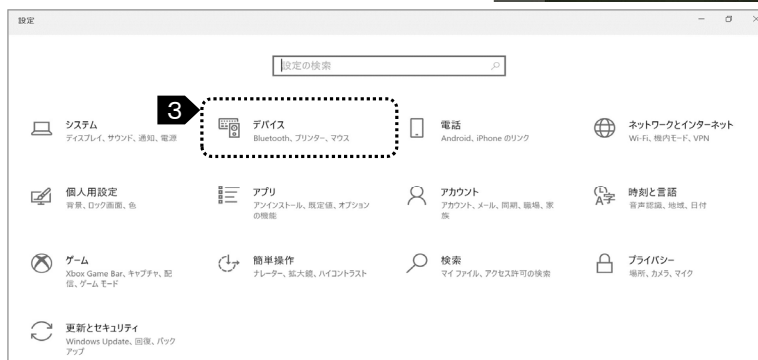 設定
設定の検索
3
システム
ディスプレイ、サウンド、通知、電源
デバイス
Bluetooth、プリンター、マウス
電話
Android、iPhone のリンク
ネットワークとインターネット
Wi-Fi、機内モード、VPN
個人用設定
背景、ロック画面、色
アプリ
アンインストール、既定値、オプション
の機能
アカウント
アカウント、メール、同期、職場、家
族
時刻と言語
音声認識、地域、日付
ゲーム
Xbox Game Bar、キャプチャ、配
信、ゲーム モード
簡単操作
ナレーター、拡大鏡、ハイコントラスト
検索
マイ ファイル、アクセス許可の検索
プライバシー
場所、カメラ、マイク
更新とセキュリティ
Windows Update、回復、バック
アップ